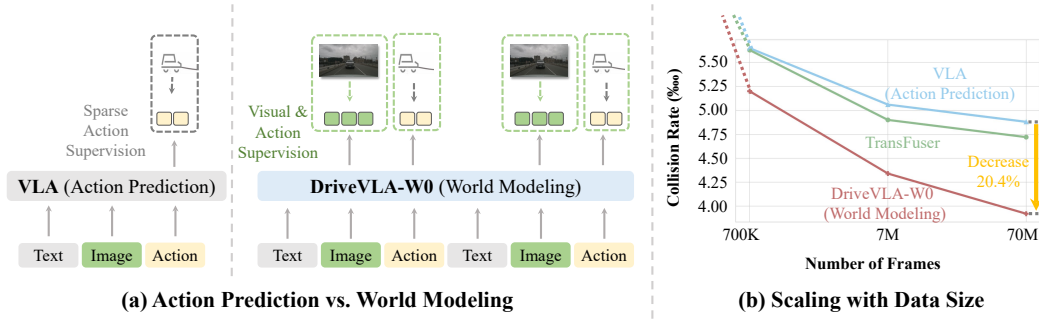 Sparse
Action
Supervision
VLA (Action Prediction)
Text
Image
Action
Visual &
Action
Supervision
DriveVLA-W0 (World Modeling)
Text
Image
Action
Text
Image
Action
(a) Action Prediction vs. World Modeling
Collision Rate (‱)
5.50
5.25
5.00
4.75
4.50
4.25
4.00
VLA
(Action Prediction)
TransFuser
Decrease
20.4%
DriveVLA-W0
(World Modeling)
700K
7M
70M
Number of Frames
(b) Scaling with Data Size